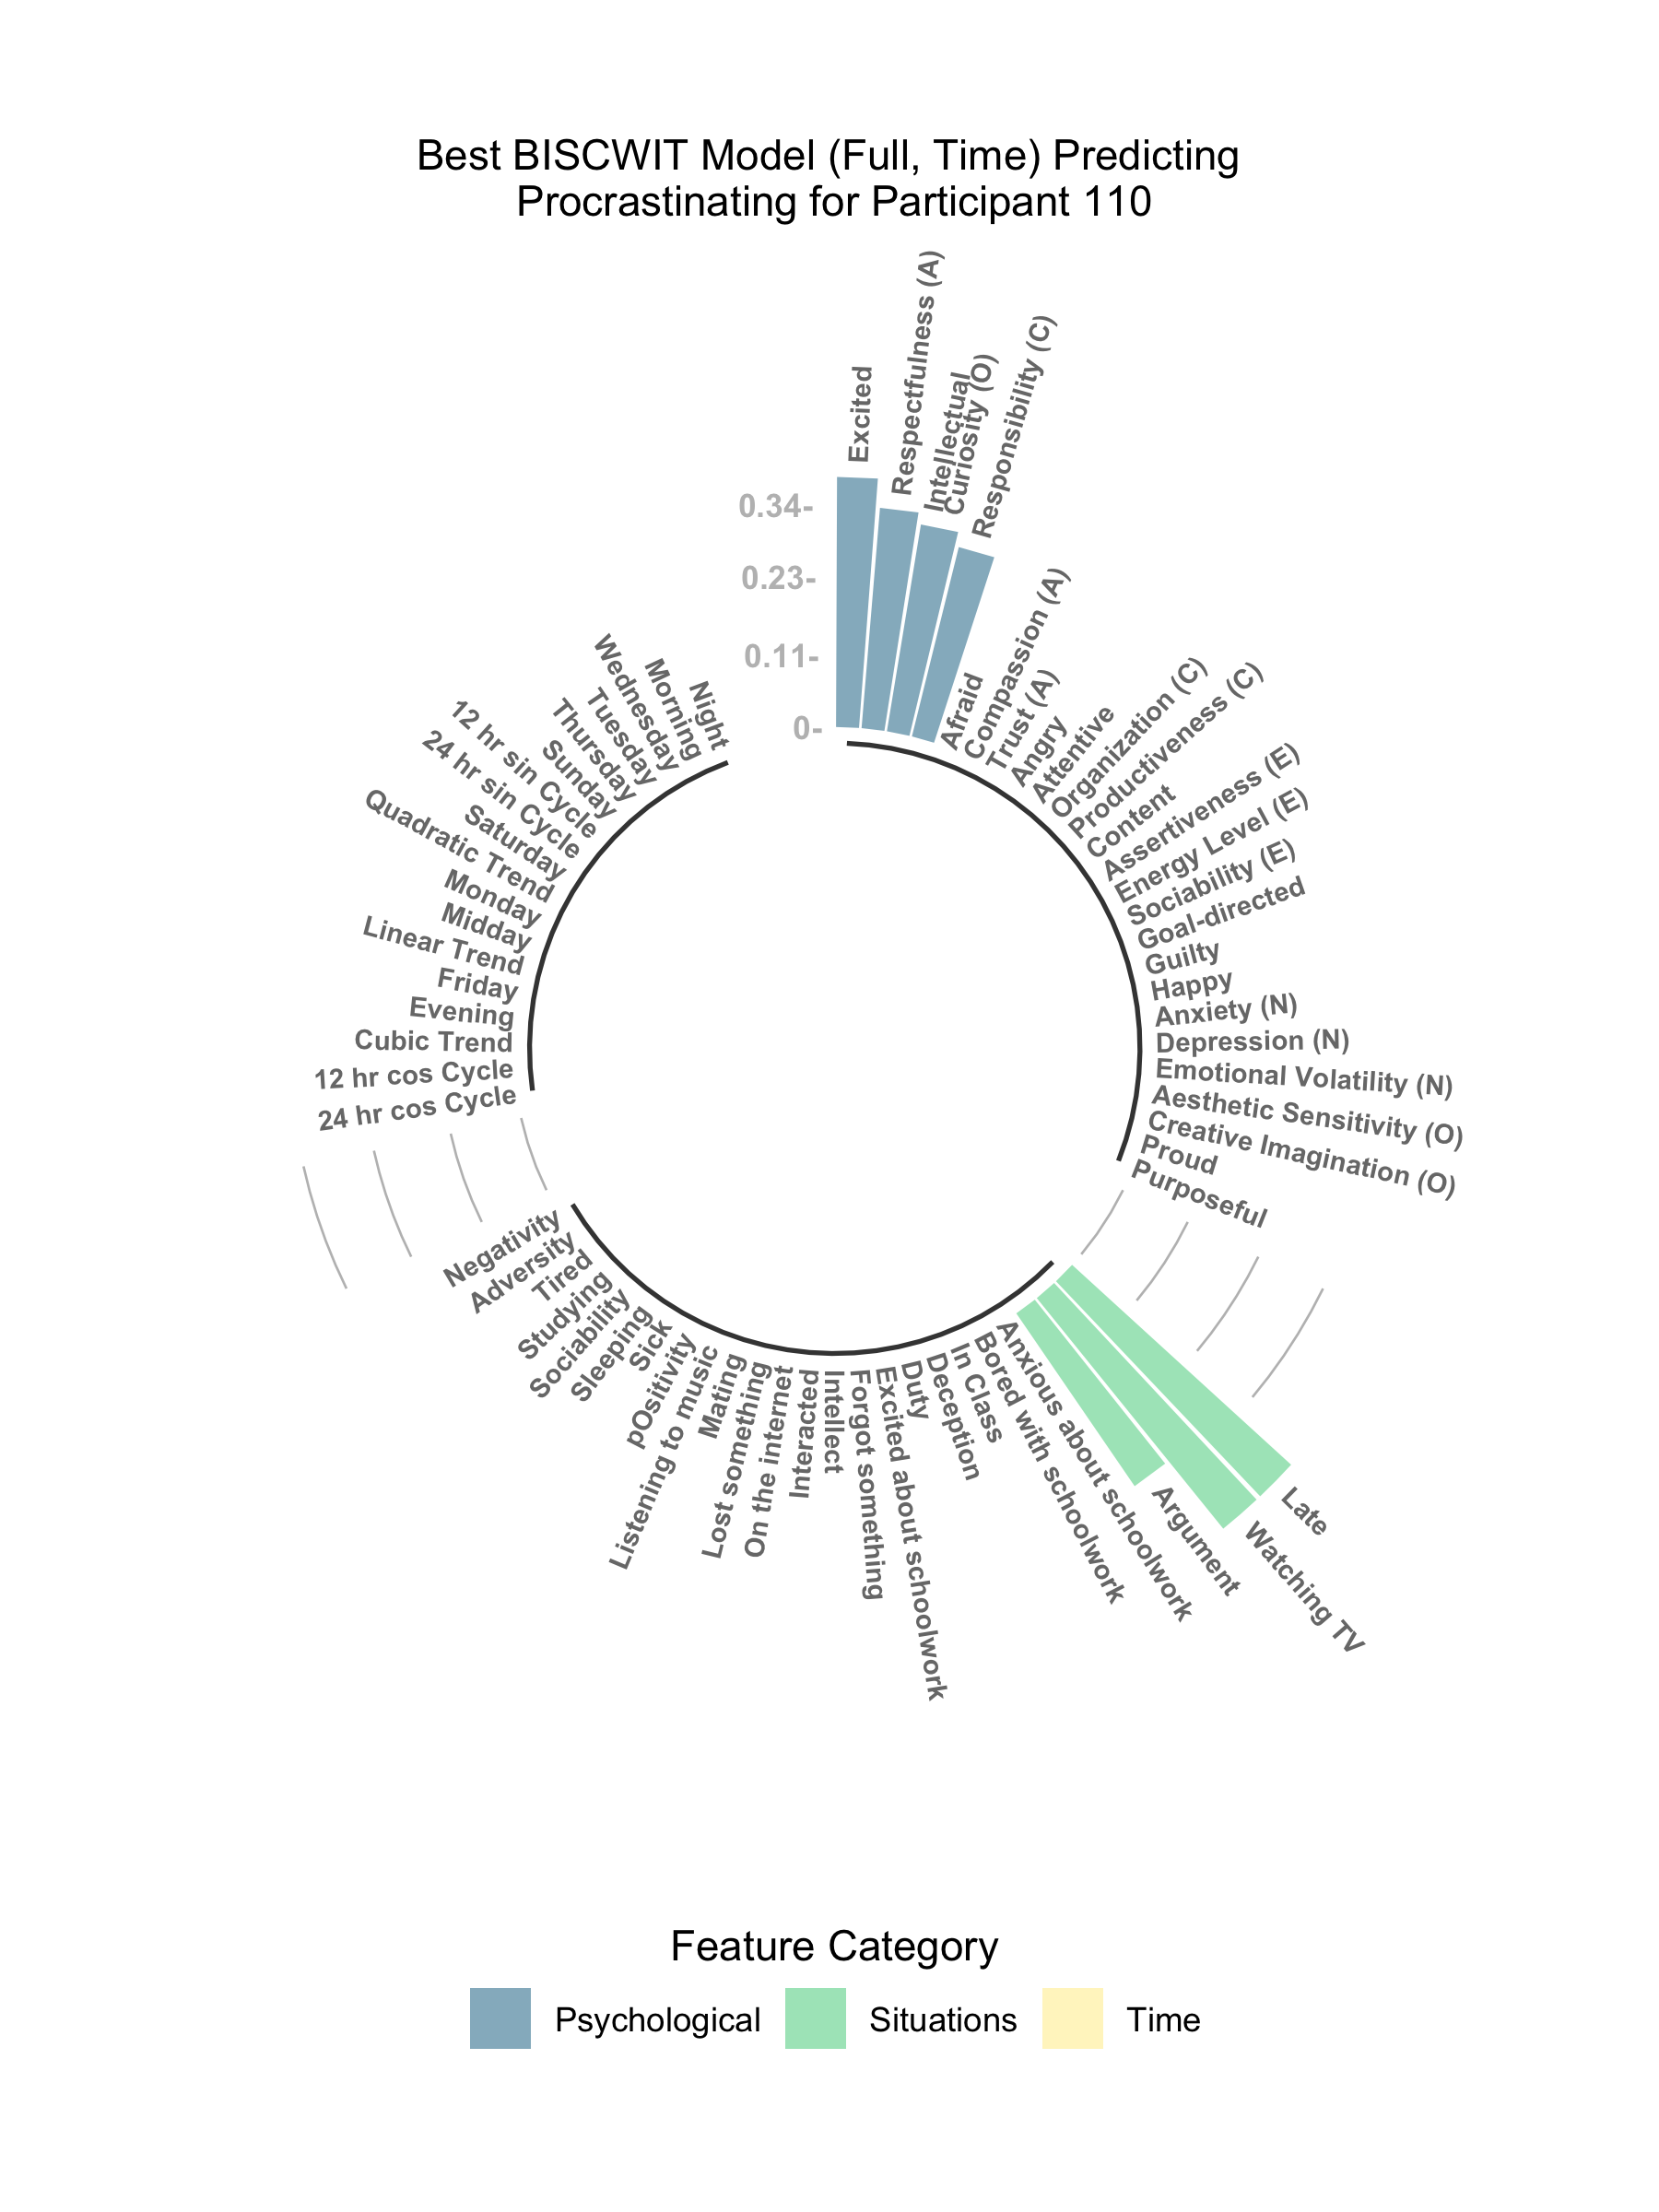 Best BISCWIT Model (Full, Time) Predicting
Procrastinating for Participant 110
0.34-
0.23-
0.11-
0-
Excited
Respectfulness (A)
Intellectual
Curiosity (O)
Responsibility (C)
Afraid
Compassion (A)
Trust (A)
Angry
Attentive
Organization (C)
Productiveness (C)
Content
Assertiveness (E)
Energy Level (E)
Sociability (E)
Goal-directed
Guilty
Happy
Anxiety (N)
Depression (N)
Emotional Volatility (N)
Aesthetic Sensitivity (O)
Creative Imagination (O)
Proud
Purposeful
Late
Watching TV
Argument
Anxious about schoolwork
Bored with schoolwork
In Class
Deception
Duty
Excited about schoolwork
Forgot something
Intellect
Interacted
On the internet
Lost something
Mating
Listening to music
pOsitivity
Sick
Sleeping
Sociability
Studying
Tired
Adversity
Negativity
24 hr cos Cycle
12 hr cos Cycle
Cubic Trend
Evening
Friday
Linear Trend
Midday
Monday
Quadratic Trend
Saturday
24 hr sin Cycle
12 hr sin Cycle
Sunday
Thursday
Tuesday
Wednesday
Morning
Night
Feature Category
Psychological
Situations
Time